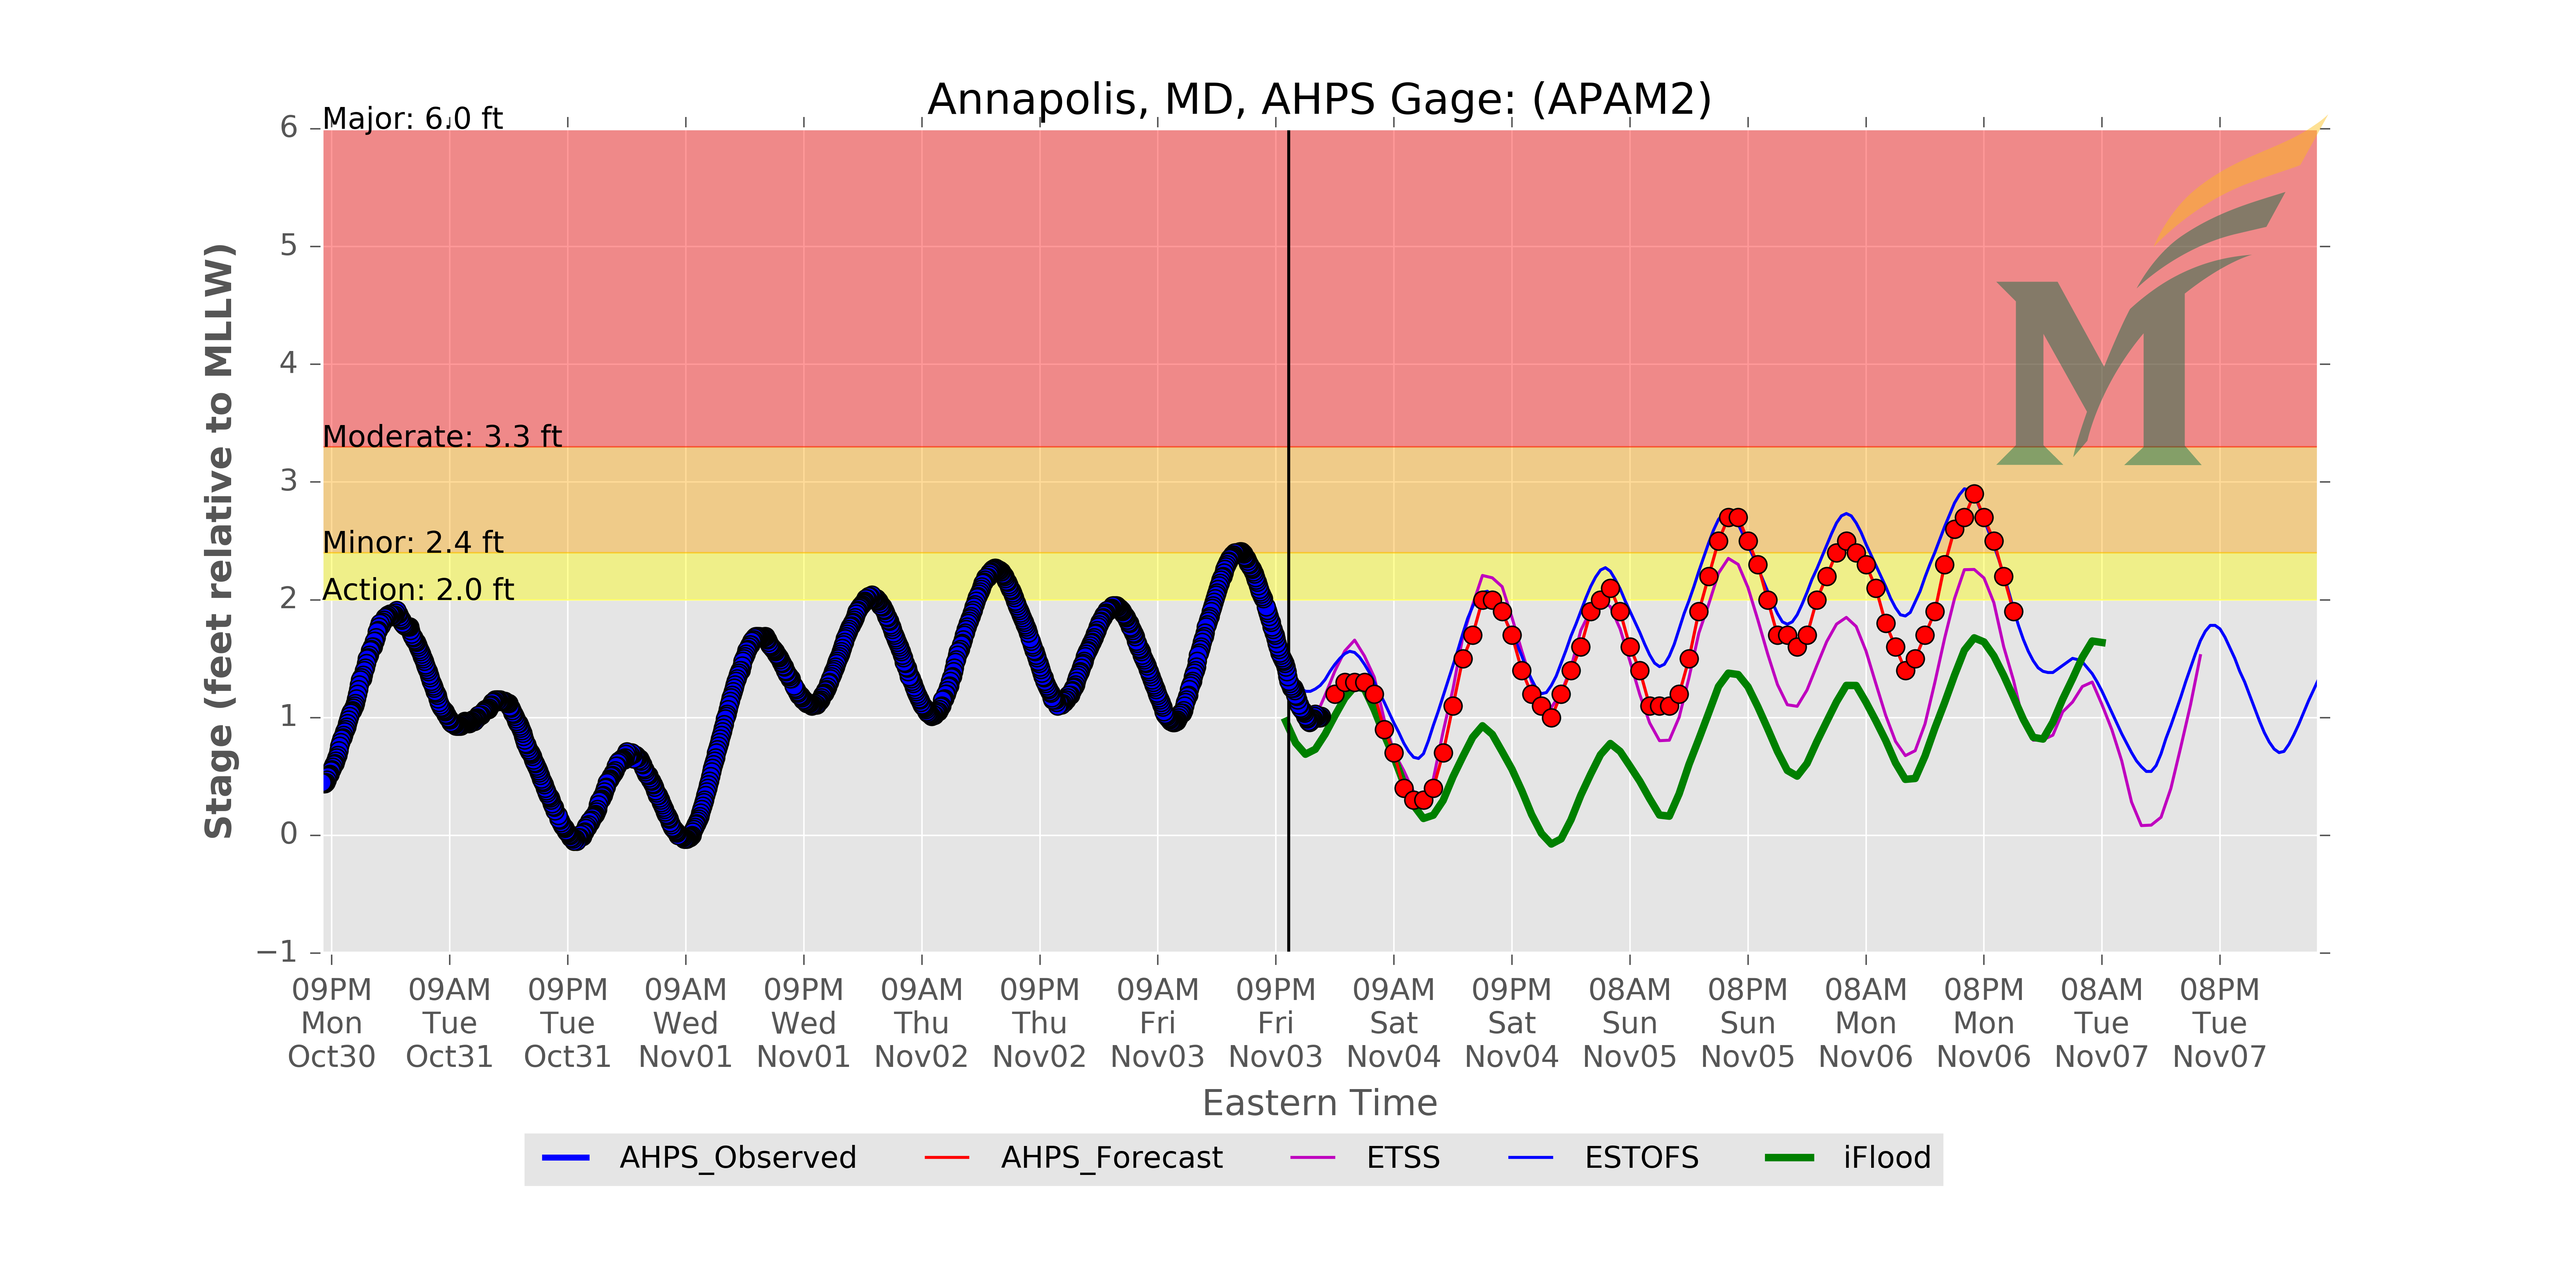 Annapolis, MD, AHPS Gage: (APAM2)
Major: 6.0 ft
Moderate: 3.3 ft
Minor: 2.4 ft
Action: 2.0 ft
6
5
4
3
2
1
0
−1
Stage (feet relative to MLLW)
09PM 09AM 09PM 09AM 09PM 09AM 09PM 09AM 09PM 09AM 09PM 08AM 08PM 08AM 08PM 08AM 08PM
Mon Tue Tue Wed Wed Thu Thu Fri Fri Sat Sat Sun Sun Mon Mon Tue Tue
Oct30 Oct31 Oct31 Nov01 Nov01 Nov02 Nov02 Nov03 Nov03 Nov04 Nov04 Nov05 Nov05 Nov06 Nov06 Nov07 Nov07
Eastern Time
AHPS_Observed AHPS_Forecast ETSS ESTOFS iFlood
M